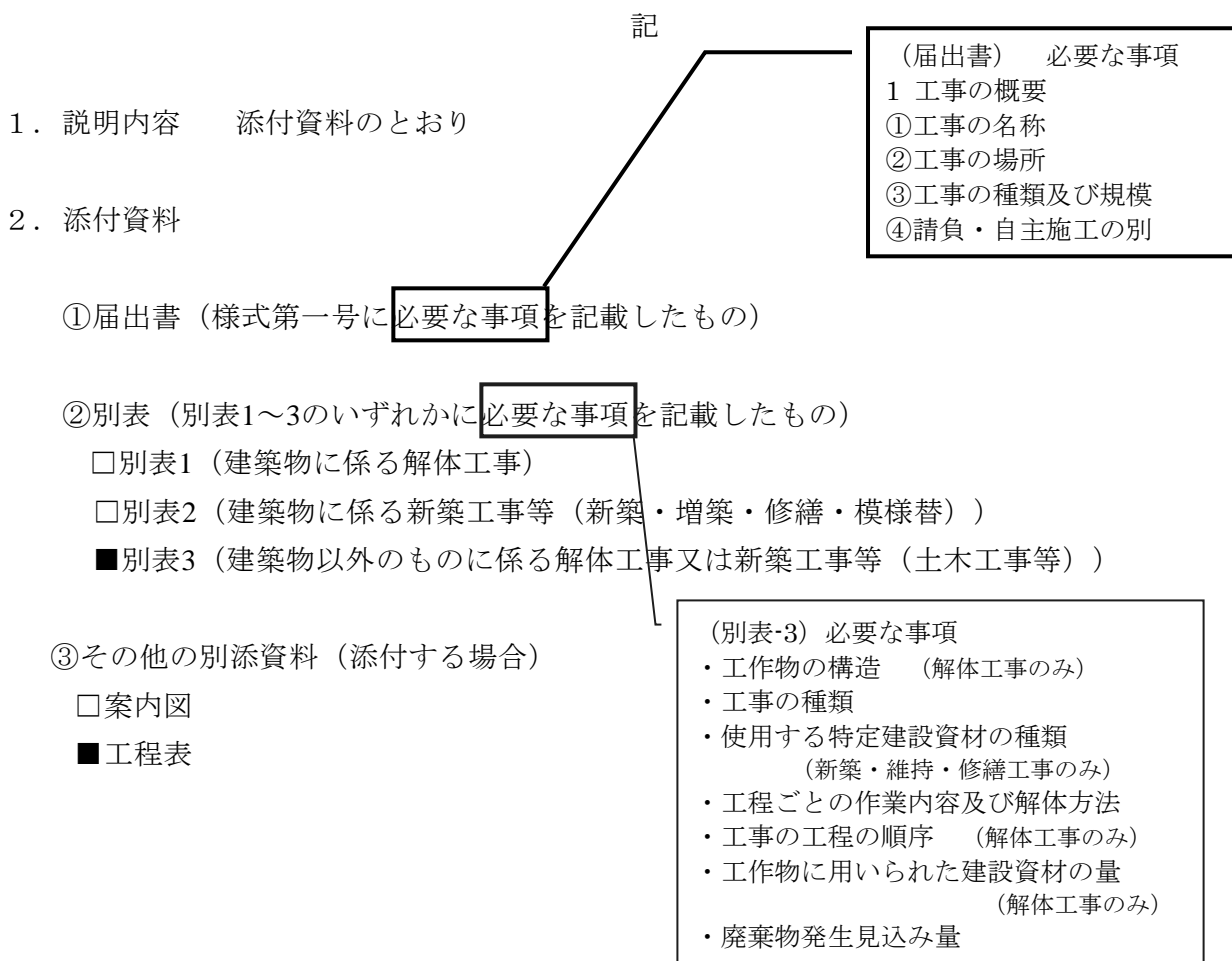 記
（届出書）　必要な事項
1 工事の概要
①工事の名称
②工事の場所
③工事の種類及び規模
④請負・自主施工の別
１．説明内容　　添付資料のとおり
２．添付資料
①届出書（様式第一号に必要な事項を記載したもの）
②別表（別表1～3のいずれかに必要な事項を記載したもの）
□別表1（建築物に係る解体工事）
□別表2（建築物に係る新築工事等（新築・増築・修繕・模様替））
■別表3（建築物以外のものに係る解体工事又は新築工事等（土木工事等））
③その他の別添資料（添付する場合）
□案内図
■工程表
（別表-3）必要な事項
・工作物の構造　（解体工事のみ）
・工事の種類
・使用する特定建設資材の種類
（新築・維持・修繕工事のみ）
・工程ごとの作業内容及び解体方法
・工事の工程の順序　（解体工事のみ）
・工作物に用いられた建設資材の量
（解体工事のみ）
・廃棄物発生見込み量